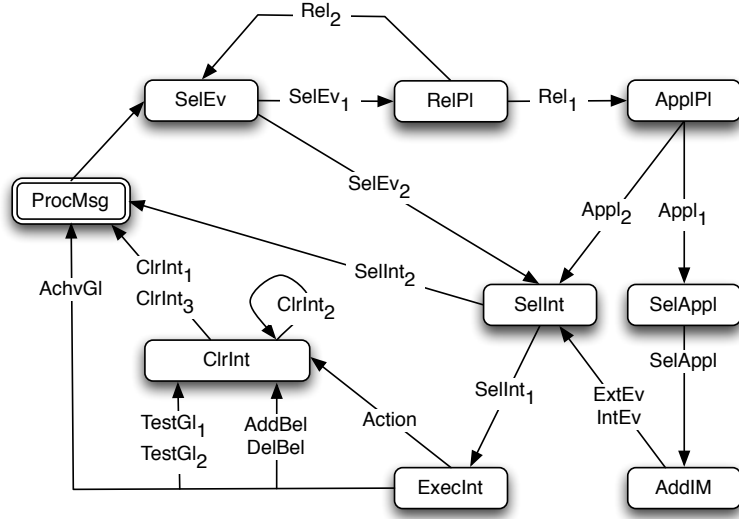 Rel2
SelEv
SelEv1
RelPl
Rel1
ApplPl
SelEv2
ProcMsg
Appl2
Appl1
ClrInt1
SelInt2
AchvGl
ClrInt3
ClrInt2
SelInt
SelAppl
ClrInt
SelAppl
SelInt1
ExtEv
IntEv
TestGl1
AddBel
Action
TestGl2
DelBel
ExecInt
AddIM